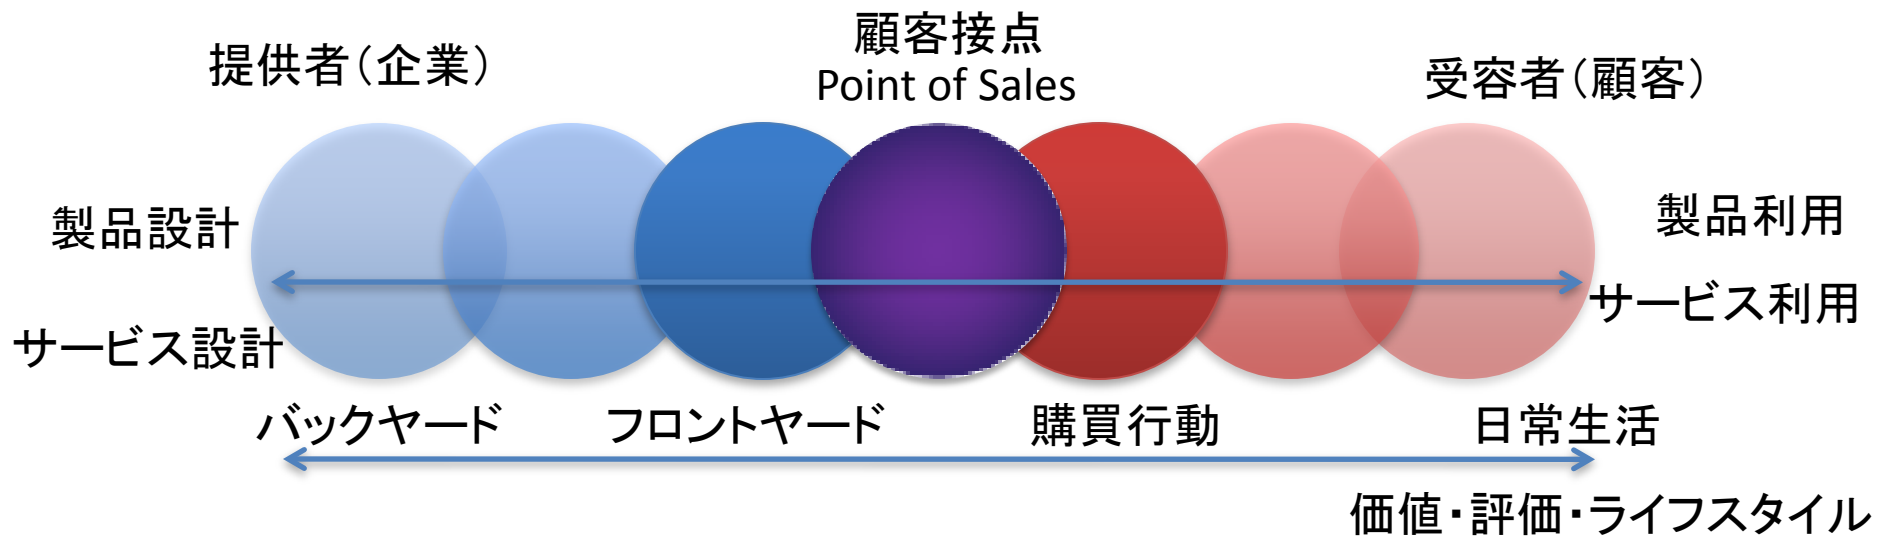 顧客接点
Point of Sales
提供者(企業)
受容者(顧客)
製品設計
製品利用
サービス設計
サービス利用
バックヤード
フロントヤード
購買行動
日常生活
価値・評価・ライフスタイル